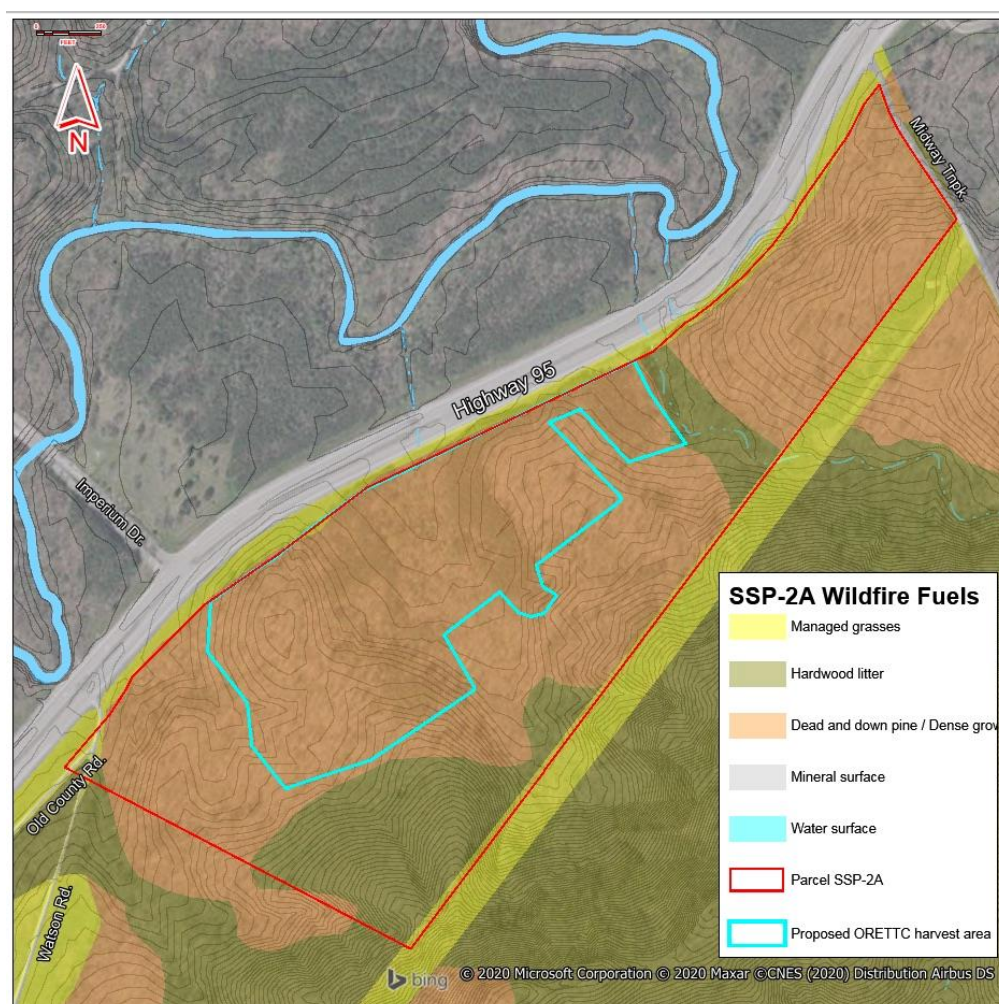 FEET
N
Midway Tnpk.
Highway 95
Imperium Dr.
Old County Rd.
Watson Rd.
SSP-2A Wildfire Fuels
Managed grasses
Hardwood litter
Dead and down pine / Dense grow
Mineral surface
Water surface
Parcel SSP-2A
Proposed ORETTC harvest area
bing © 2020 Microsoft Corporation © 2020 Maxar ©CNES (2020) Distribution Airbus DS